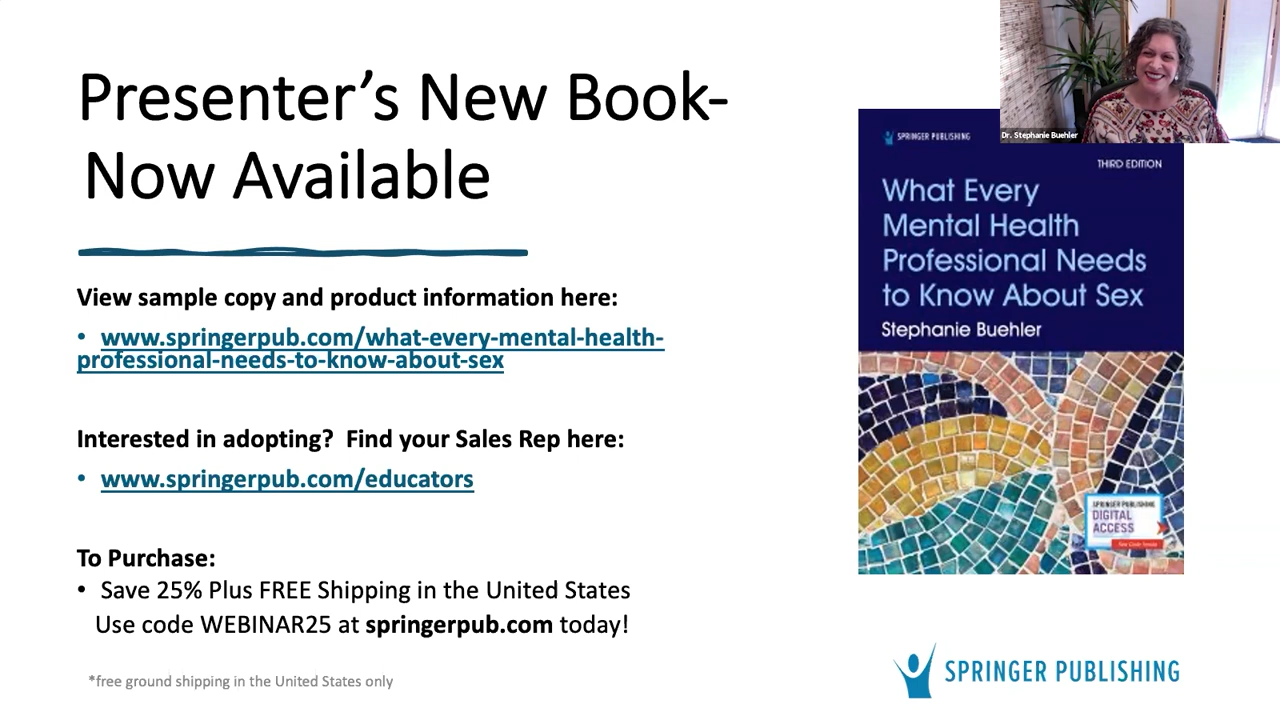 Presenter’s New Book-
Now Available
View sample copy and product information here:
• www.springerpub.com/what-every-mental-health-
professional-needs-to-know-about-sex
Interested in adopting?  Find your Sales Rep here:
• www.springerpub.com/educators
To Purchase:
• Save 25% Plus FREE Shipping in the United States
Use code WEBINAR25 at springerpub.com today!
*free ground shipping in the United States only
Dr. Stephanie Buehler
SPRINGER PUBLISHING
THIRD EDITION
What Every
Mental Health
Professional Needs
to Know About Sex
Stephanie Buehler
SPRINGER PUBLISHING
DIGITAL
ACCESS
SPRINGER PUBLISHING